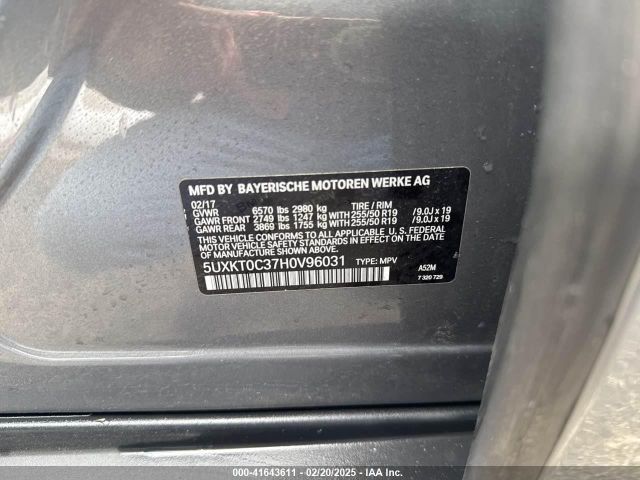 MFD BY BAYERISCHE MOTOREN WERKE AG
02/17
GVWR 6570 lbs 2980 kg TIRE / RIM
GAWR FRONT 2749 lbs 1247 kg WITH 255/50 R19 /9.0J x 19
GAWR REAR 3869 lbs 1755 kg WITH 255/50 R19 /9.0J x 19
THIS VEHICLE CONFORMS TO ALL APPLICABLE U.S. FEDERAL
MOTOR VEHICLE SAFETY STANDARDS IN EFFECT ON THE
DATE OF MANUFACTURE SHOWN ABOVE.
5UXKT0C37H0V96031 TYPE: MPV A52M
7 320 729
000-41643611 - 02/20/2025 - IAA Inc.